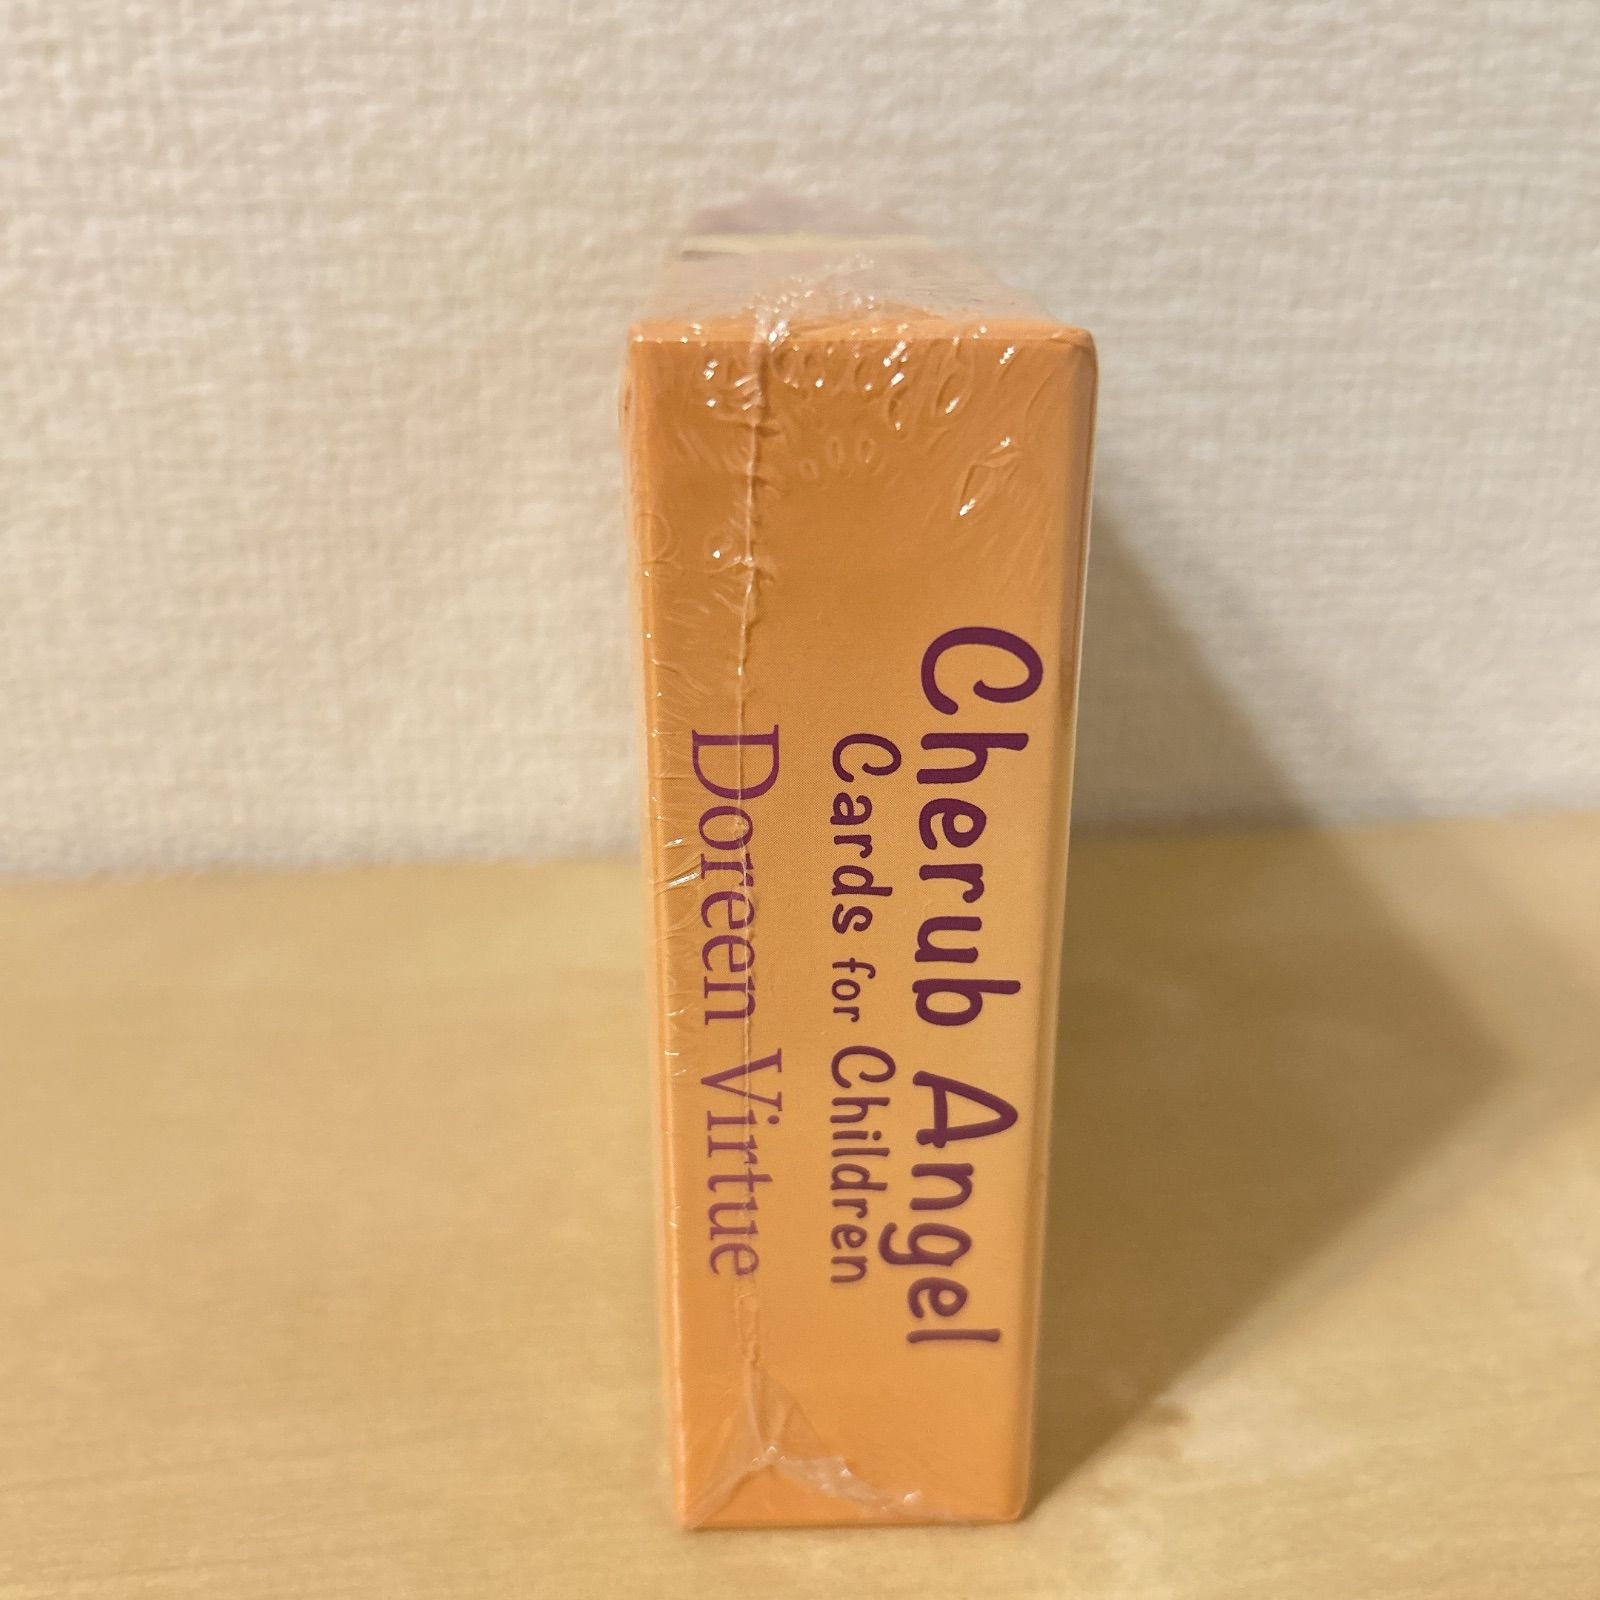 Cherub Angel
Cards for Children
Doreen Virtue